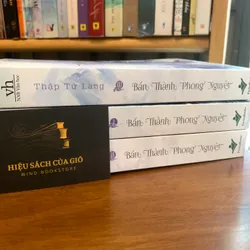 vh
Thập Tứ Lang
Bán Thành "Phong" Nguyệt
Bán Thành "Phong" Nguyệt
Bán Thành "Phong" Nguyệt
HIỆU SÁCH CỦA GIÓ
WIND BOOKSTORE